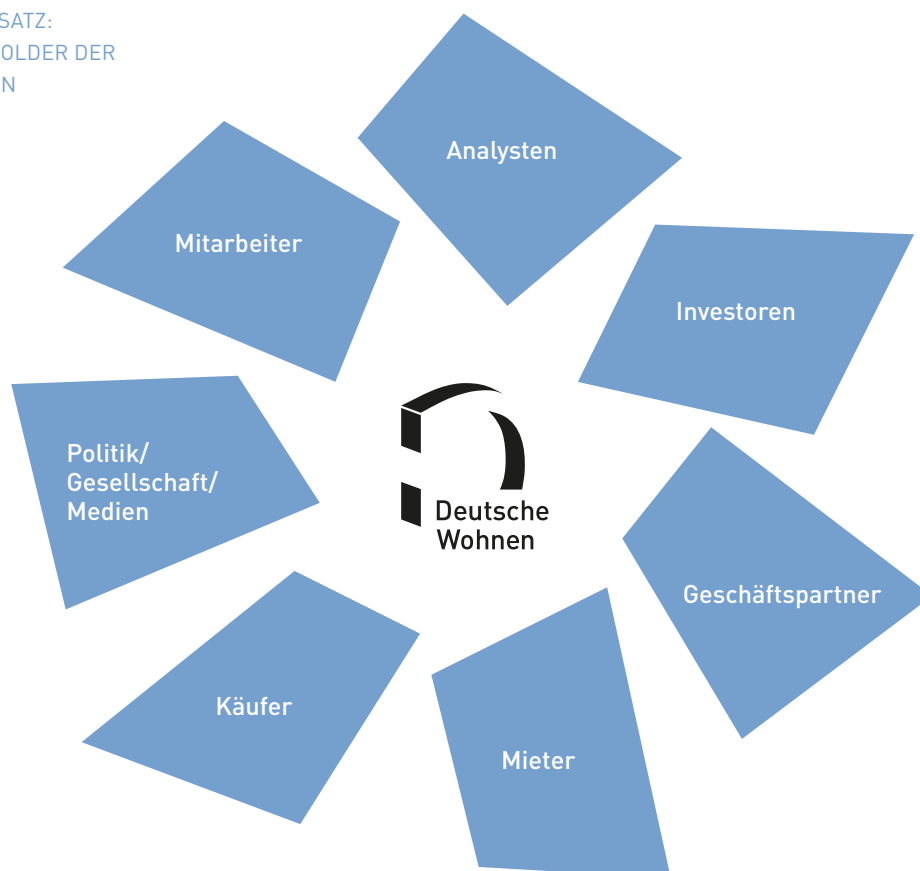 SATZ:
OLDER DER
N
Analysten
Mitarbeiter
Investoren
Politik/
Gesellschaft/
Medien
Deutsche
Wohnen
Geschäftspartner
Käufer
Mieter